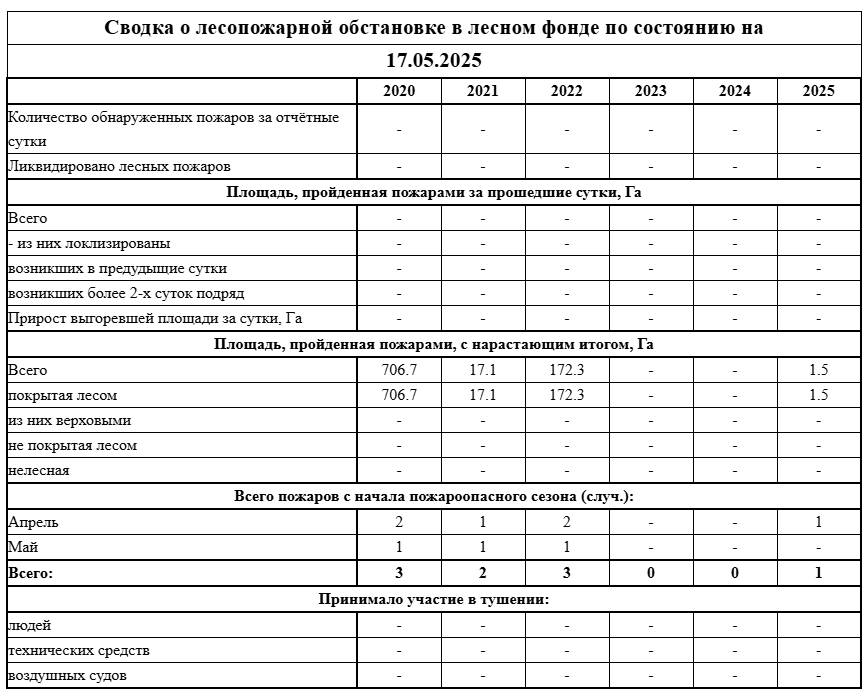 Сводка о лесопожарной обстановке в лесном фонде по состоянию на
17.05.2025
2020 2021 2022 2023 2024 2025
Количество обнаруженных пожаров за отчётные
сутки - - - - - -
Ликвидировано лесных пожаров - - - - - -
Площадь, пройденная пожарами за прошедшие сутки, Га
Всего - - - - - -
- из них локлизированы - - - - - -
возникших в предудыщие сутки - - - - - -
возникших более 2-х суток подряд - - - - - -
Прирост выгоревшей площади за сутки, Га - - - - - -
Площадь, пройденная пожарами, с нарастающим итогом, Га
Всего 706.7 17.1 172.3 - - 1.5
покрытая лесом 706.7 17.1 172.3 - - 1.5
из них верховыми - - - - - -
не покрытая лесом - - - - - -
нелесная - - - - - -
Всего пожаров с начала пожароопасного сезона (случ.):
Апрель 2 1 2 - - 1
Май 1 1 1 - - -
Всего: 3 2 3 0 0 1
Принимало участие в тушении:
людей - - - - - -
технических средств - - - - - -
воздушных судов - - - - - -